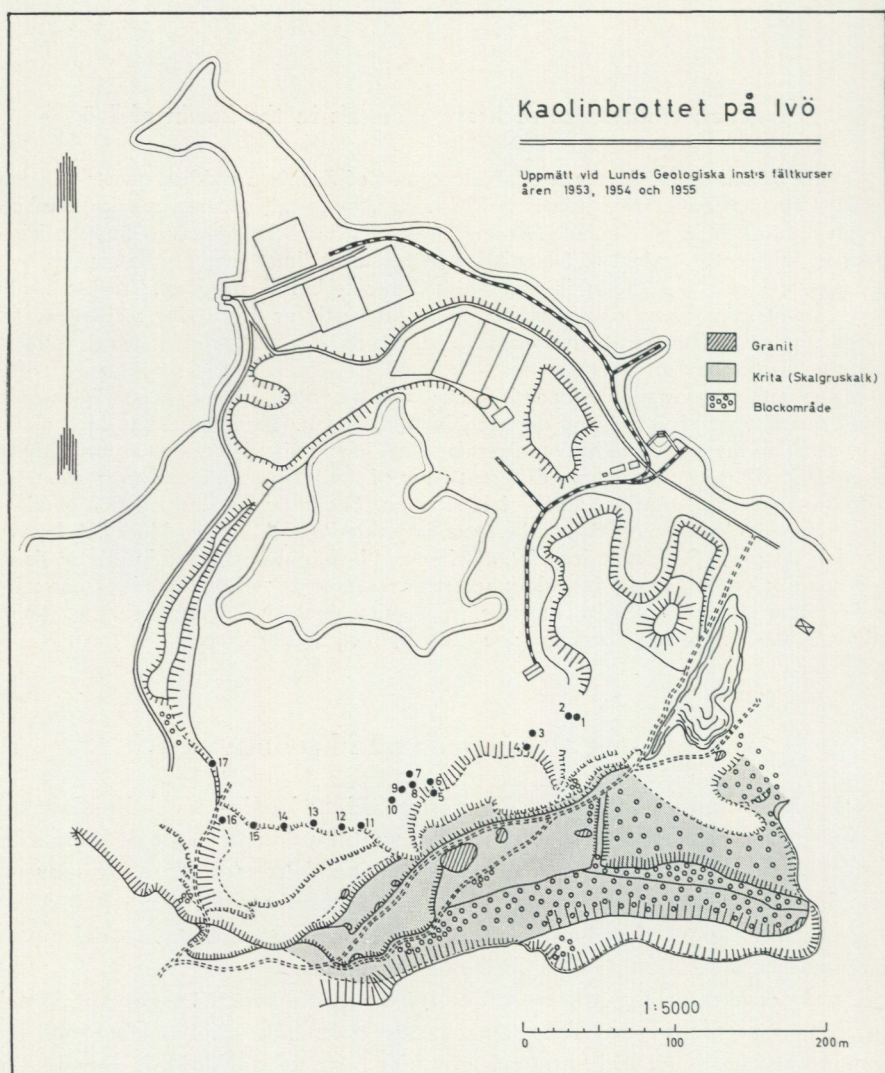 Kaolinbrottet på Ivö
Uppmätt vid Lunds Geologiska inst:s fältkurser
åren 1953, 1954 och 1955
Granit
Krita (Skalgruskalk)
Blockområde
2
1
3
4
7
6
9
8
5
10
17
16
15
14
13
12
11
1:5000
0
100
200 m